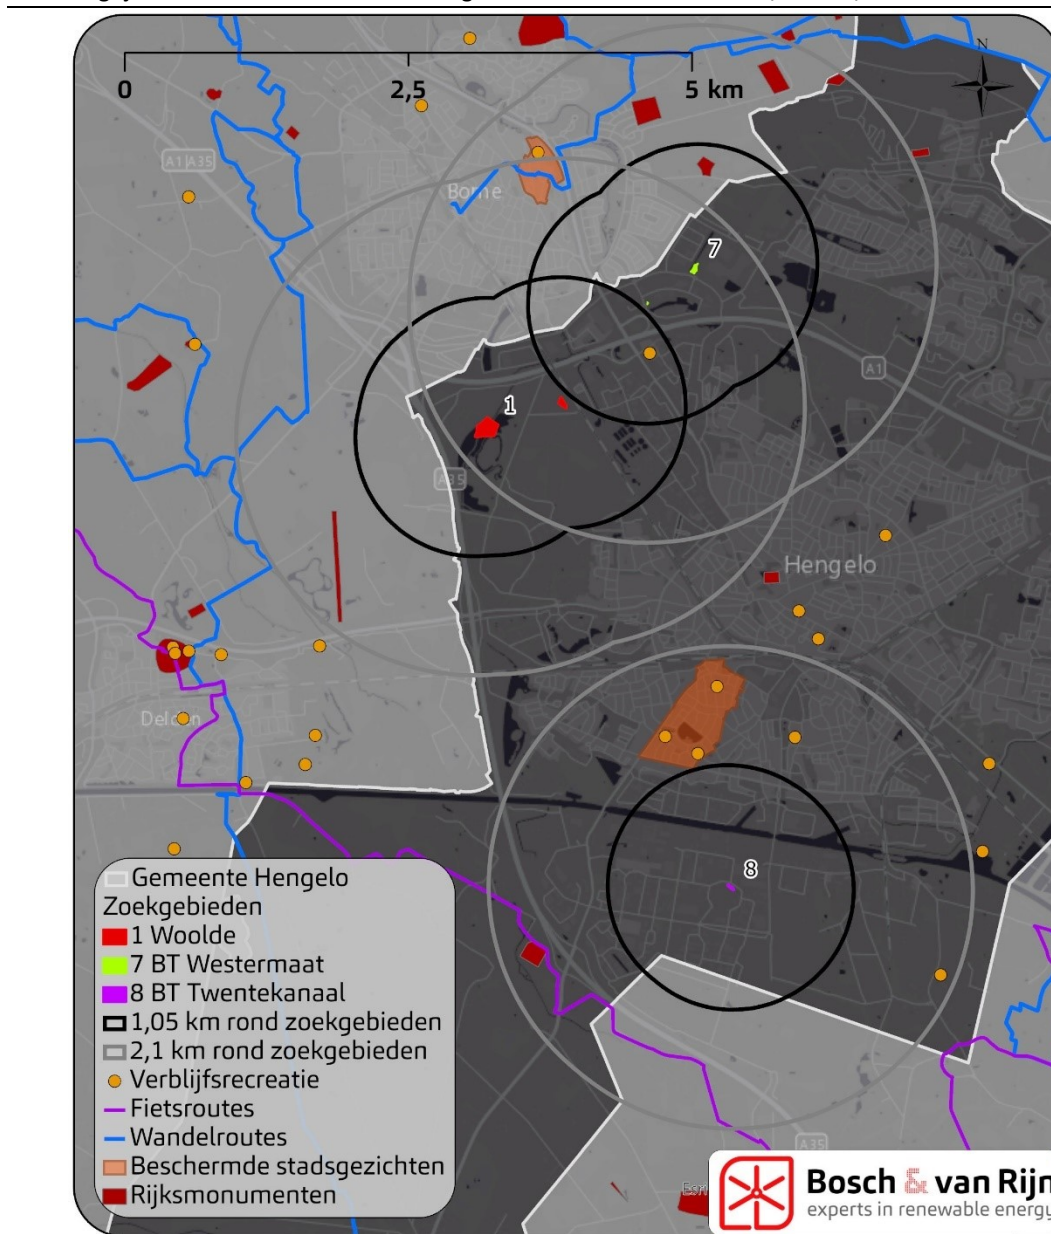 N
0 2,5 5 km
A1|A35
Borne
7
A1
1
A35
Hengelo
Delden
8
Gemeente Hengelo
Zoekgebieden
1 Woolde
7 BT Westermaat
8 BT Twentekanaal
1,05 km rond zoekgebieden
2,1 km rond zoekgebieden
Verblijfsrecreatie
Fietsroutes
Wandelroutes
Beschermde stadsgezichten
Rijksmonumenten
A35
Bosch & van Rijn
experts in renewable energy